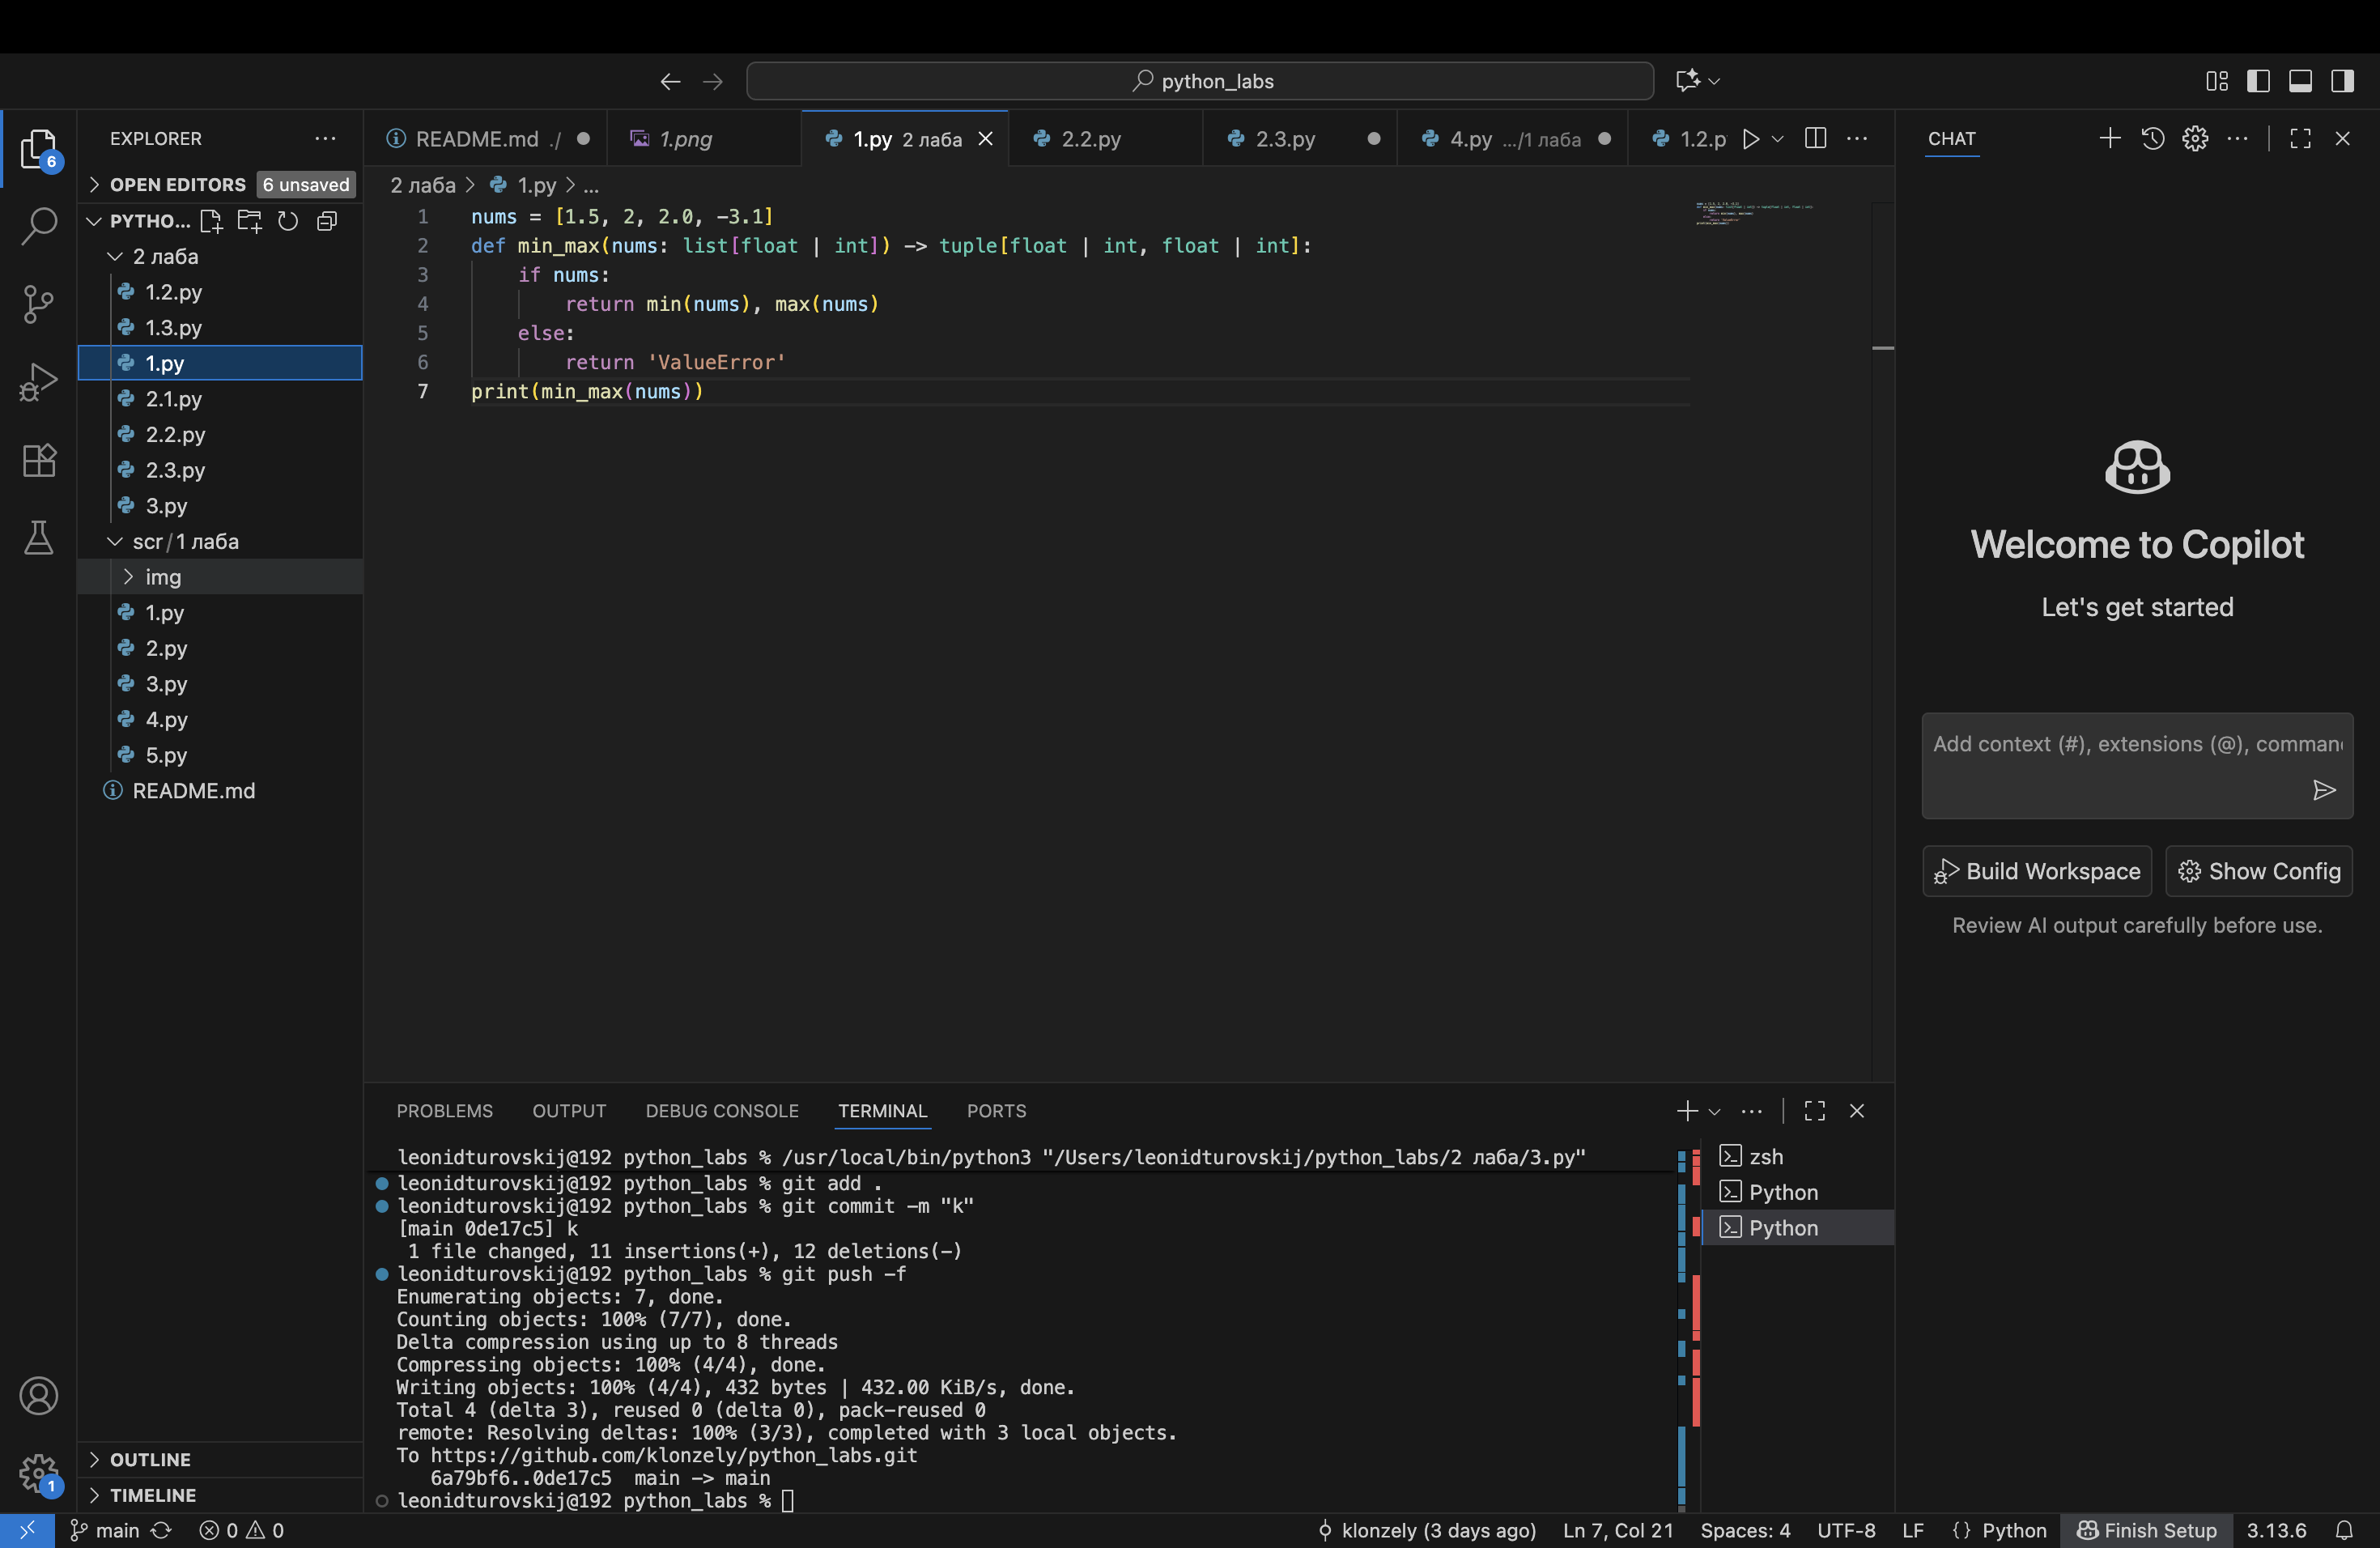 python_labs
EXPLORER
OPEN EDITORS 6 unsaved
PYTHO...
2 лаба
1.2.py
1.3.py
1.py
2.1.py
2.2.py
2.3.py
3.py
scr/1 лаба
img
1.py
2.py
3.py
4.py
5.py
README.md
OUTLINE
TIMELINE
6
1
README.md ./
1.png
1.py 2 лаба
2.2.py
2.3.py
4.py .../1 лаба
1.2.p
2 лаба > 1.py > ...
1 nums = [1.5, 2, 2.0, -3.1]
2 def min_max(nums: list[float | int]) -> tuple[float | int, float | int]:
3 if nums:
4 return min(nums), max(nums)
5 else:
6 return 'ValueError'
7 print(min_max(nums))
PROBLEMS OUTPUT DEBUG CONSOLE TERMINAL PORTS
leonidturovskij@192 python_labs % /usr/local/bin/python3 "/Users/leonidturovskij/python_labs/2 лаба/3.py"
leonidturovskij@192 python_labs % git add .
leonidturovskij@192 python_labs % git commit -m "k"
[main 0de17c5] k
1 file changed, 11 insertions(+), 12 deletions(-)
leonidturovskij@192 python_labs % git push -f
Enumerating objects: 7, done.
Counting objects: 100% (7/7), done.
Delta compression using up to 8 threads
Compressing objects: 100% (4/4), done.
Writing objects: 100% (4/4), 432 bytes | 432.00 KiB/s, done.
Total 4 (delta 3), reused 0 (delta 0), pack-reused 0
remote: Resolving deltas: 100% (3/3), completed with 3 local objects.
To https://github.com/klonzely/python_labs.git
6a79bf6..0de17c5 main -> main
leonidturovskij@192 python_labs %
zsh
Python
Python
CHAT
Welcome to Copilot
Let's get started
Add context (#), extensions (@), comman
Build Workspace
Show Config
Review AI output carefully before use.
main 0 0 klonzely (3 days ago) Ln 7, Col 21 Spaces: 4 UTF-8 LF {} Python Finish Setup 3.13.6